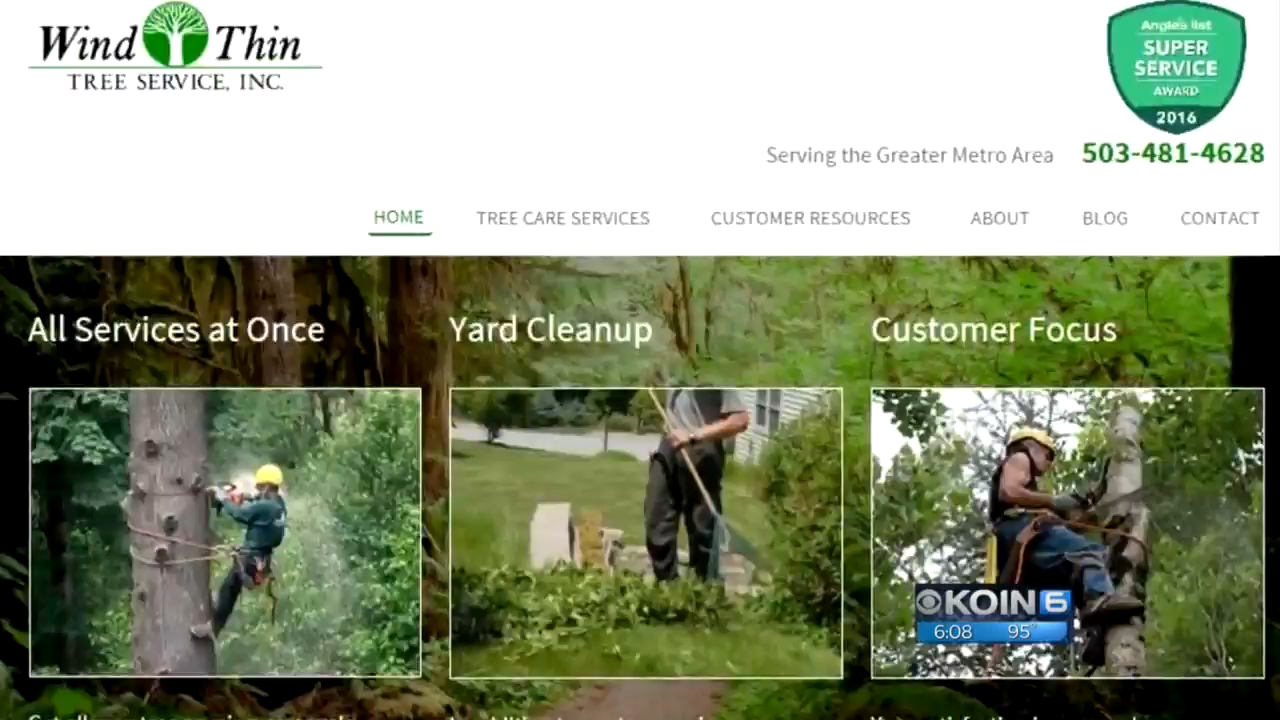 Wind Thin
TREE SERVICE, INC.
Angie's list
SUPER
SERVICE
AWARD
2016
Serving the Greater Metro Area
503-481-4628
HOME
TREE CARE SERVICES
CUSTOMER RESOURCES
ABOUT
BLOG
CONTACT
All Services at Once
Yard Cleanup
Customer Focus
KOIN 6
6:08 95°